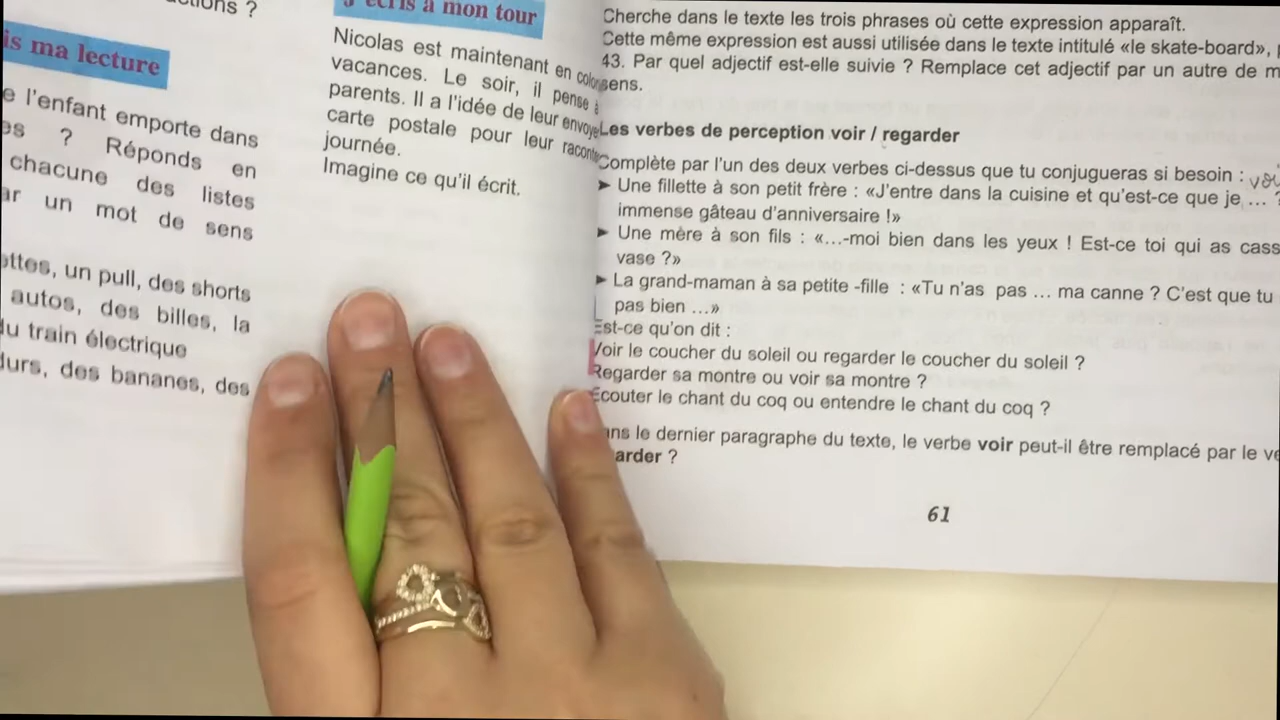 ctions ?
is ma lecture
e l'enfant emporte dans
es ? Réponds en
chacune des listes
ar un mot de sens
ottes, un pull, des shorts
autos, des billes, la
du train électrique
durs, des bananes, des
J'écris à mon tour
Nicolas est maintenant en colon
vacances. Le soir, il pense à
parents. Il a l'idée de leur envoye
carte postale pour leur raconte
journée.
Imagine ce qu'il écrit.
Cherche dans le texte les trois phrases où cette expression apparaît.
Cette même expression est aussi utilisée dans le texte intitulé «le skate-board»,
43. Par quel adjectif est-elle suivie ? Remplace cet adjectif par un autre de m
sens.
Les verbes de perception voir / regarder
Complète par l'un des deux verbes ci-dessus que tu conjugueras si besoin :
➤ Une fillette à son petit frère : «J'entre dans la cuisine et qu'est-ce que je ... ?
immense gâteau d'anniversaire !»
➤ Une mère à son fils : «...-moi bien dans les yeux ! Est-ce toi qui as cass
vase ?»
➤ La grand-maman à sa petite -fille : «Tu n'as pas ... ma canne ? C'est que tu
pas bien ...»
Est-ce qu'on dit :
Voir le coucher du soleil ou regarder le coucher du soleil ?
Regarder sa montre ou voir sa montre ?
Ecouter le chant du coq ou entendre le chant du coq ?
ans le dernier paragraphe du texte, le verbe voir peut-il être remplacé par le ve
arder ?
61